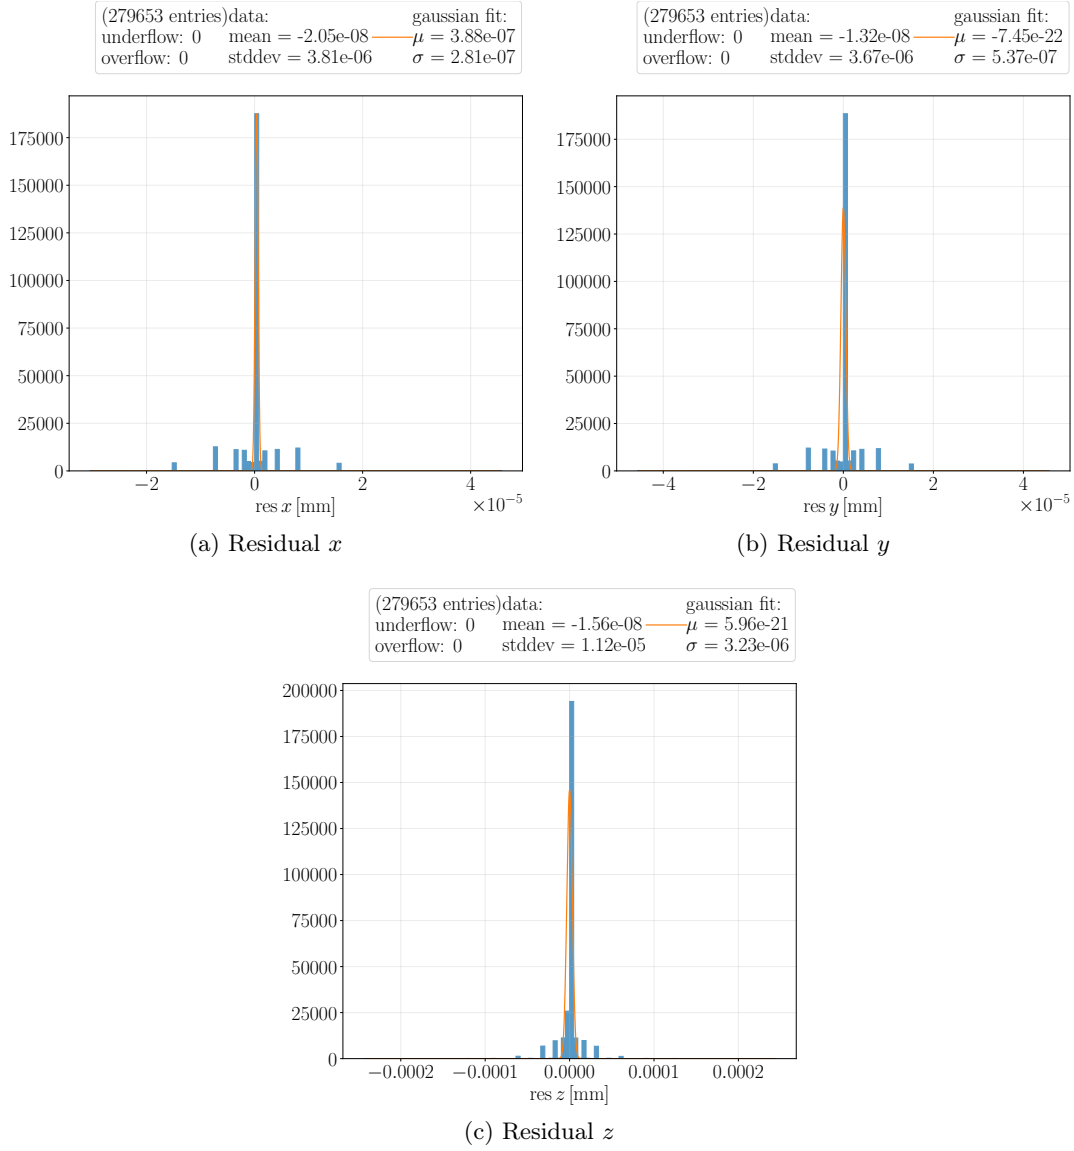 (279653 entries) data: gaussian fit:
underflow: 0 mean = -2.05e-08 μ = 3.88e-07
overflow: 0 stddev = 3.81e-06 σ = 2.81e-07
175000
150000
125000
100000
75000
50000
25000
0
−2 0 2 4
×10⁻⁵
res x [mm]
(a) Residual x
(279653 entries) data: gaussian fit:
underflow: 0 mean = -1.32e-08 μ = -7.45e-22
overflow: 0 stddev = 3.67e-06 σ = 5.37e-07
175000
150000
125000
100000
75000
50000
25000
0
−4 −2 0 2 4
×10⁻⁵
res y [mm]
(b) Residual y
(279653 entries) data: gaussian fit:
underflow: 0 mean = -1.56e-08 μ = 5.96e-21
overflow: 0 stddev = 1.12e-05 σ = 3.23e-06
200000
175000
150000
125000
100000
75000
50000
25000
0
−0.0002 −0.0001 0.0000 0.0001 0.0002
res z [mm]
(c) Residual z